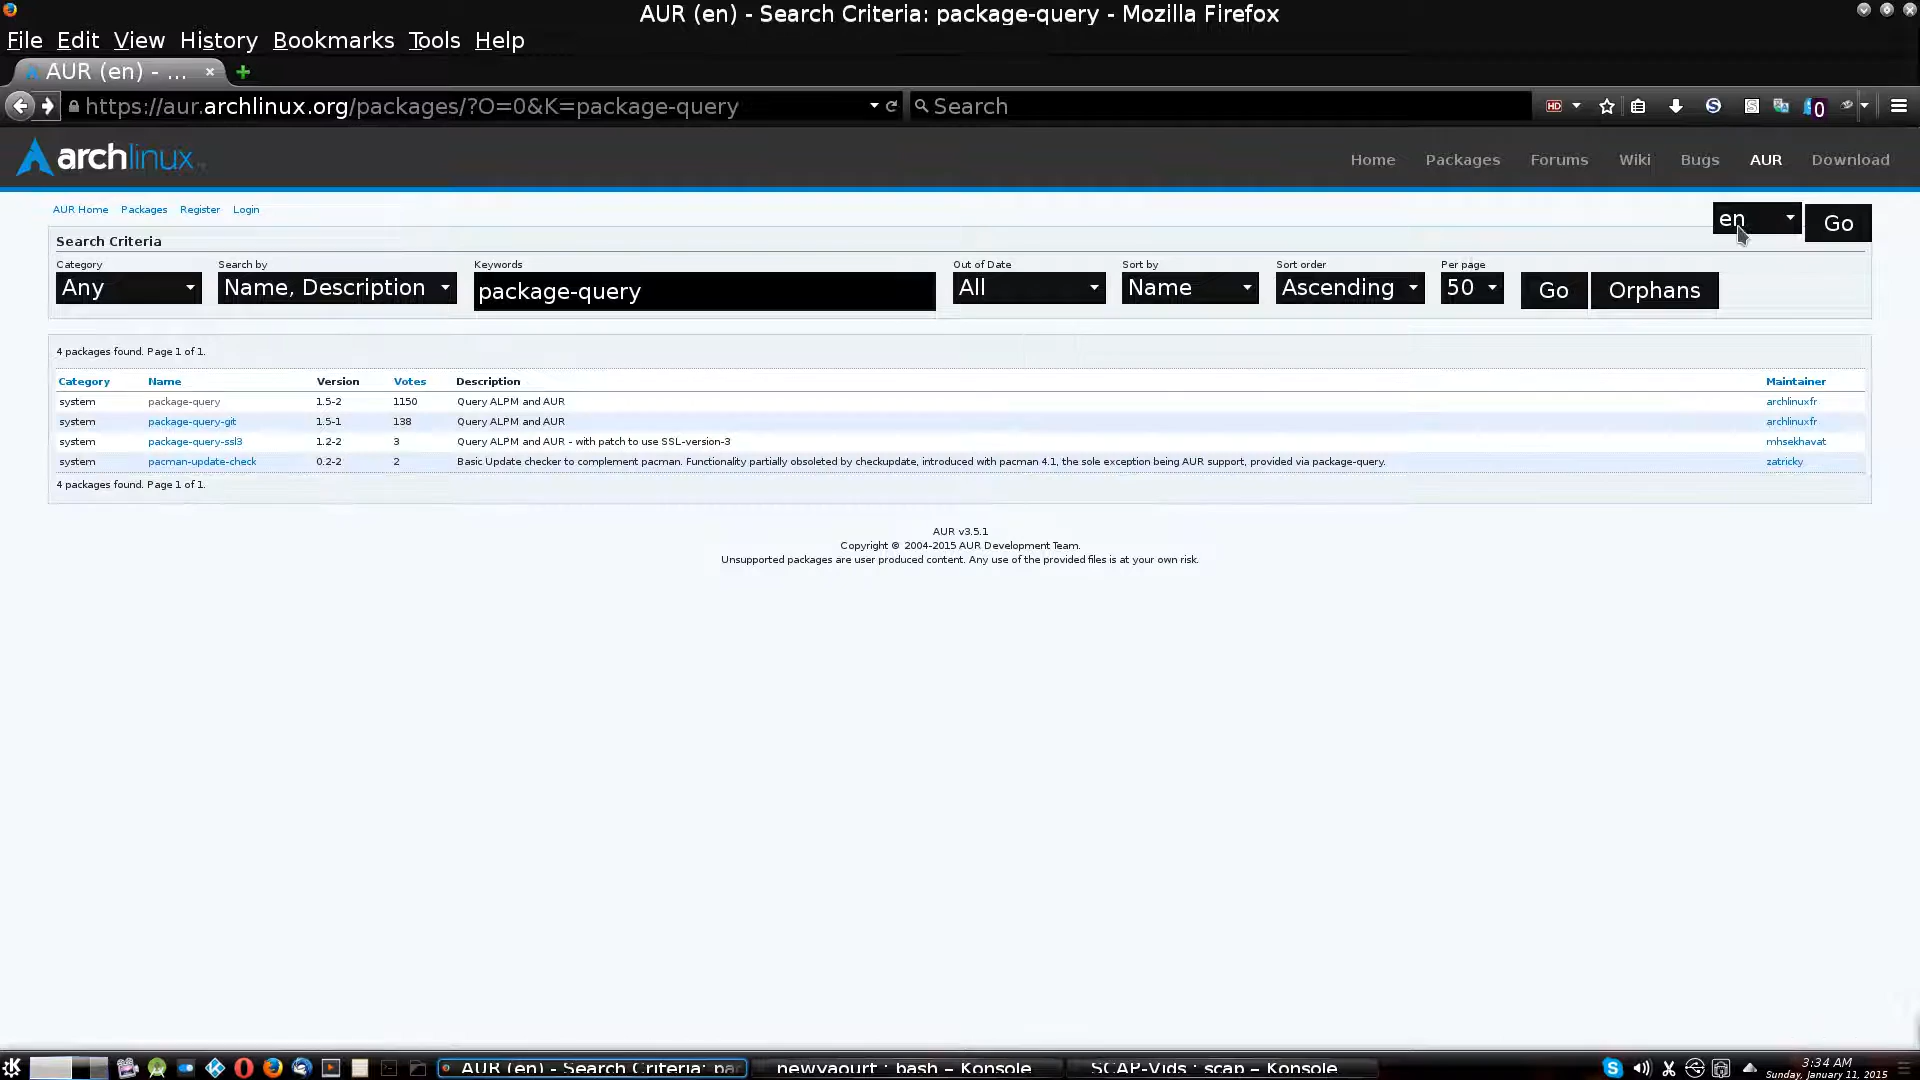 AUR (en) - Search Criteria: package-query - Mozilla Firefox
File Edit View History Bookmarks Tools Help
AUR (en) - ...
https://aur.archlinux.org/packages/?O=0&K=package-query Search HD 0
archlinux Home Packages Forums Wiki Bugs AUR Download
AUR Home Packages Register Login
en Go
Search Criteria
Category Search by Keywords Out of Date Sort by Sort order Per page
Any Name, Description package-query All Name Ascending 50 Go Orphans
4 packages found. Page 1 of 1.
Category Name Version Votes Description Maintainer
system package-query 1.5-2 1150 Query ALPM and AUR archlinuxfr
system package-query-git 1.5-1 138 Query ALPM and AUR archlinuxfr
system package-query-ssl3 1.2-2 3 Query ALPM and AUR - with patch to use SSL-version-3 mhsekhavat
system pacman-update-check 0.2-2 2 Basic Update checker to complement pacman. Functionality partially obsoleted by checkupdate, introduced with pacman 4.1, the sole exception being AUR support, provided via package-query. zatricky
4 packages found. Page 1 of 1.
AUR v3.5.1
Copyright © 2004-2015 AUR Development Team.
Unsupported packages are user produced content. Any use of the provided files is at your own risk.
AUR (en) - Search Criteria: pac newyaourt : bash – Konsole SCAP-Vids : scap – Konsole 3:34 AM
Sunday, January 11, 2015